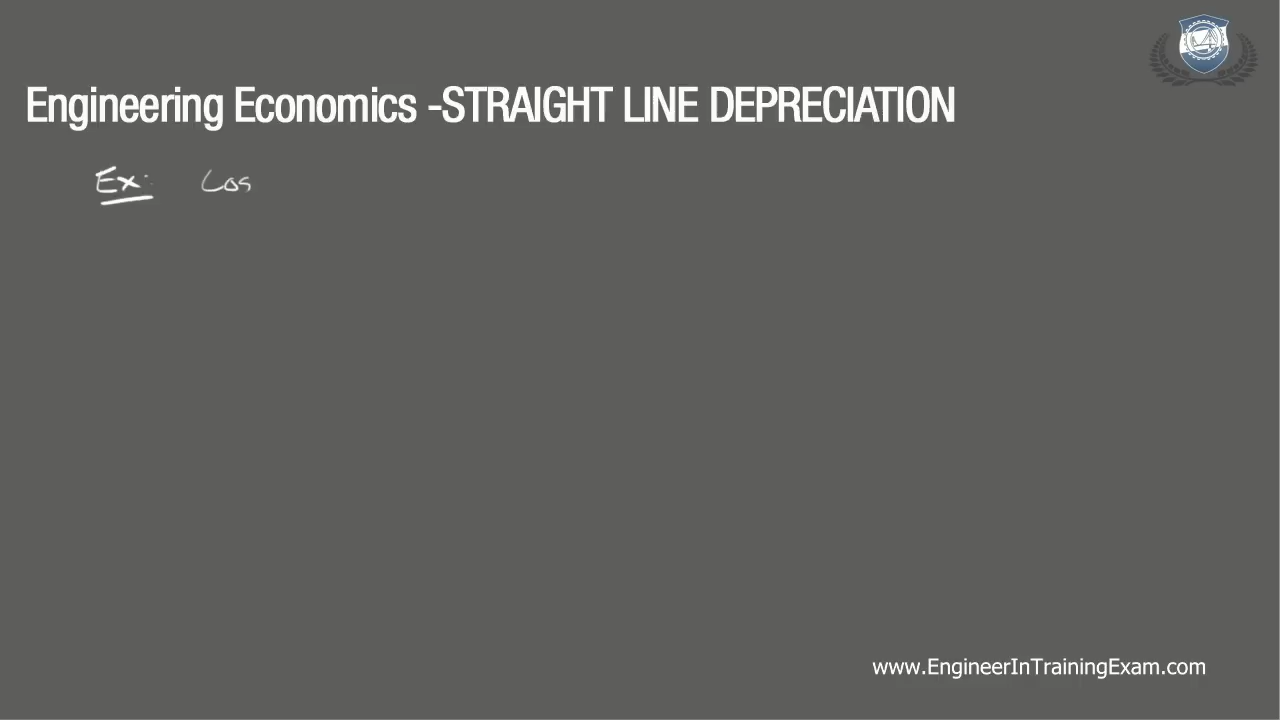 Engineering Economics -STRAIGHT LINE DEPRECIATION
Ex: Cos
www.EngineerInTrainingExam.com